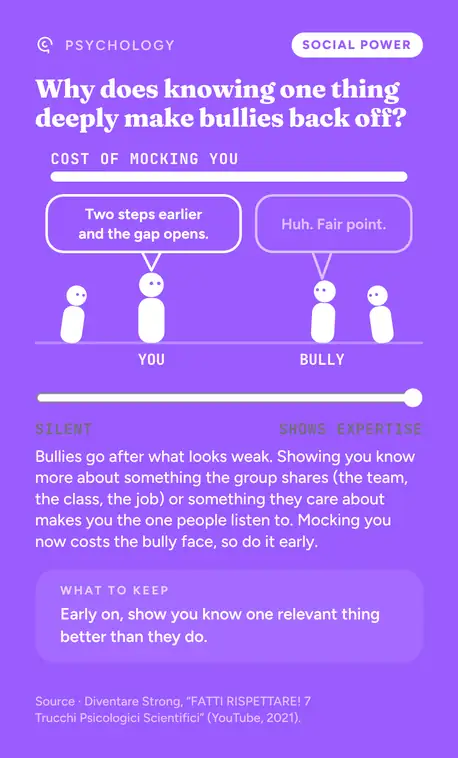 PSYCHOLOGY
SOCIAL POWER
Why does knowing one thing
deeply make bullies back off?
COST OF MOCKING YOU
Two steps earlier
and the gap opens.
Huh. Fair point.
YOU
BULLY
SILENT
SHOWS EXPERTISE
Bullies go after what looks weak. Showing you know
more about something the group shares (the team,
the class, the job) or something they care about
makes you the one people listen to. Mocking you
now costs the bully face, so do it early.
WHAT TO KEEP
Early on, show you know one relevant thing
better than they do.
Source · Diventare Strong, “FATTI RISPETTARE! 7
Trucchi Psicologici Scientifici” (YouTube, 2021).